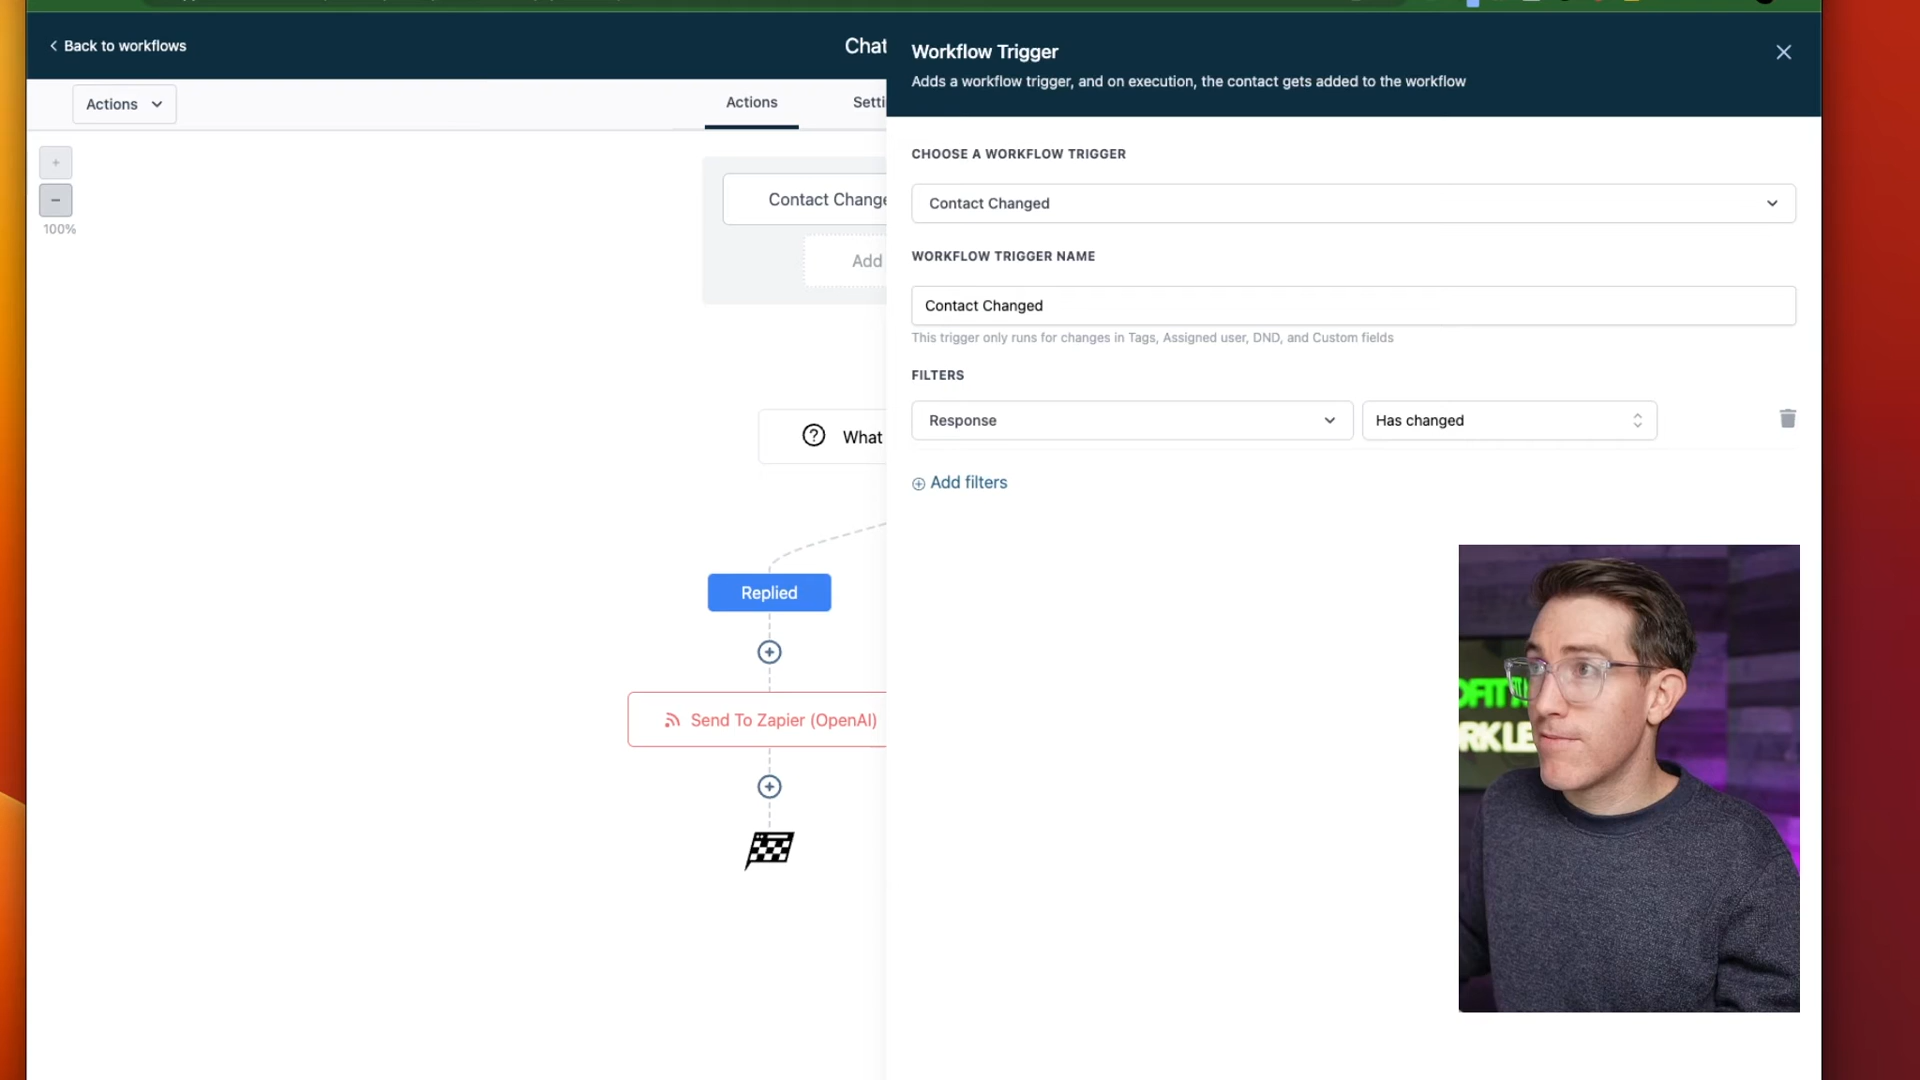 Back to workflows
Chat
Actions
Actions
Setti
100%
Contact Change
Add
What
Replied
Send To Zapier (OpenAI)
Workflow Trigger
Adds a workflow trigger, and on execution, the contact gets added to the workflow
CHOOSE A WORKFLOW TRIGGER
Contact Changed
WORKFLOW TRIGGER NAME
Contact Changed
This trigger only runs for changes in Tags, Assigned user, DND, and Custom fields
FILTERS
Response
Has changed
Add filters